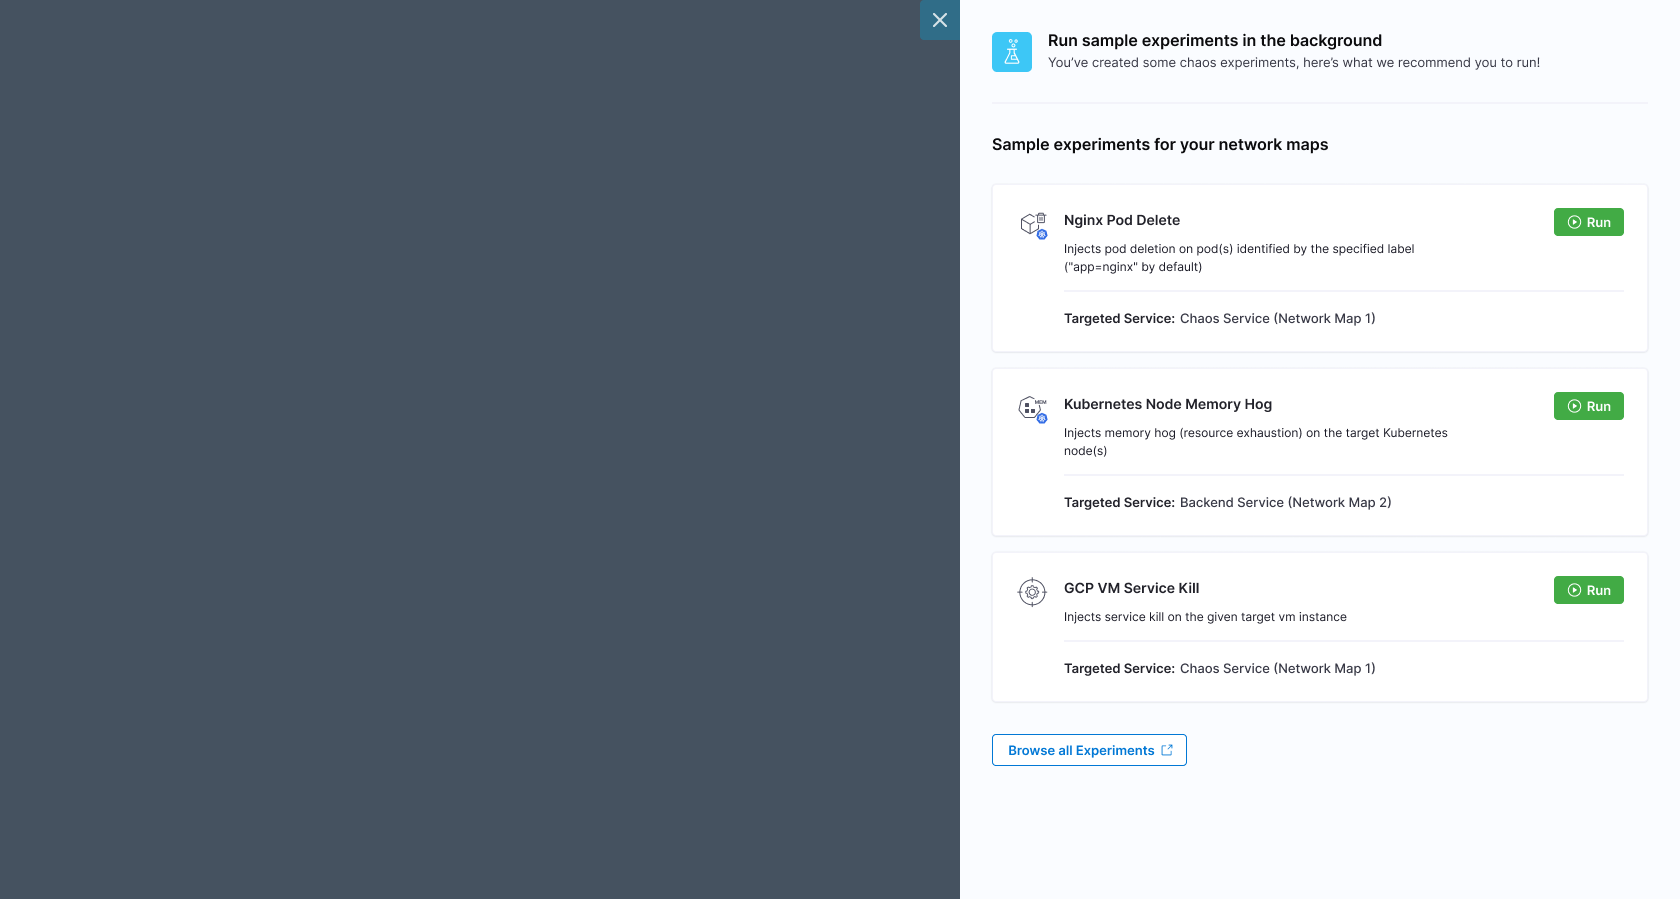 Run sample experiments in the background
You’ve created some chaos experiments, here’s what we recommend you to run!
Sample experiments for your network maps
Nginx Pod Delete
Run
Injects pod deletion on pod(s) identified by the specified label
("app=nginx" by default)
Targeted Service: Chaos Service (Network Map 1)
MEM
Kubernetes Node Memory Hog
Run
Injects memory hog (resource exhaustion) on the target Kubernetes
node(s)
Targeted Service: Backend Service (Network Map 2)
GCP VM Service Kill
Run
Injects service kill on the given target vm instance
Targeted Service: Chaos Service (Network Map 1)
Browse all Experiments